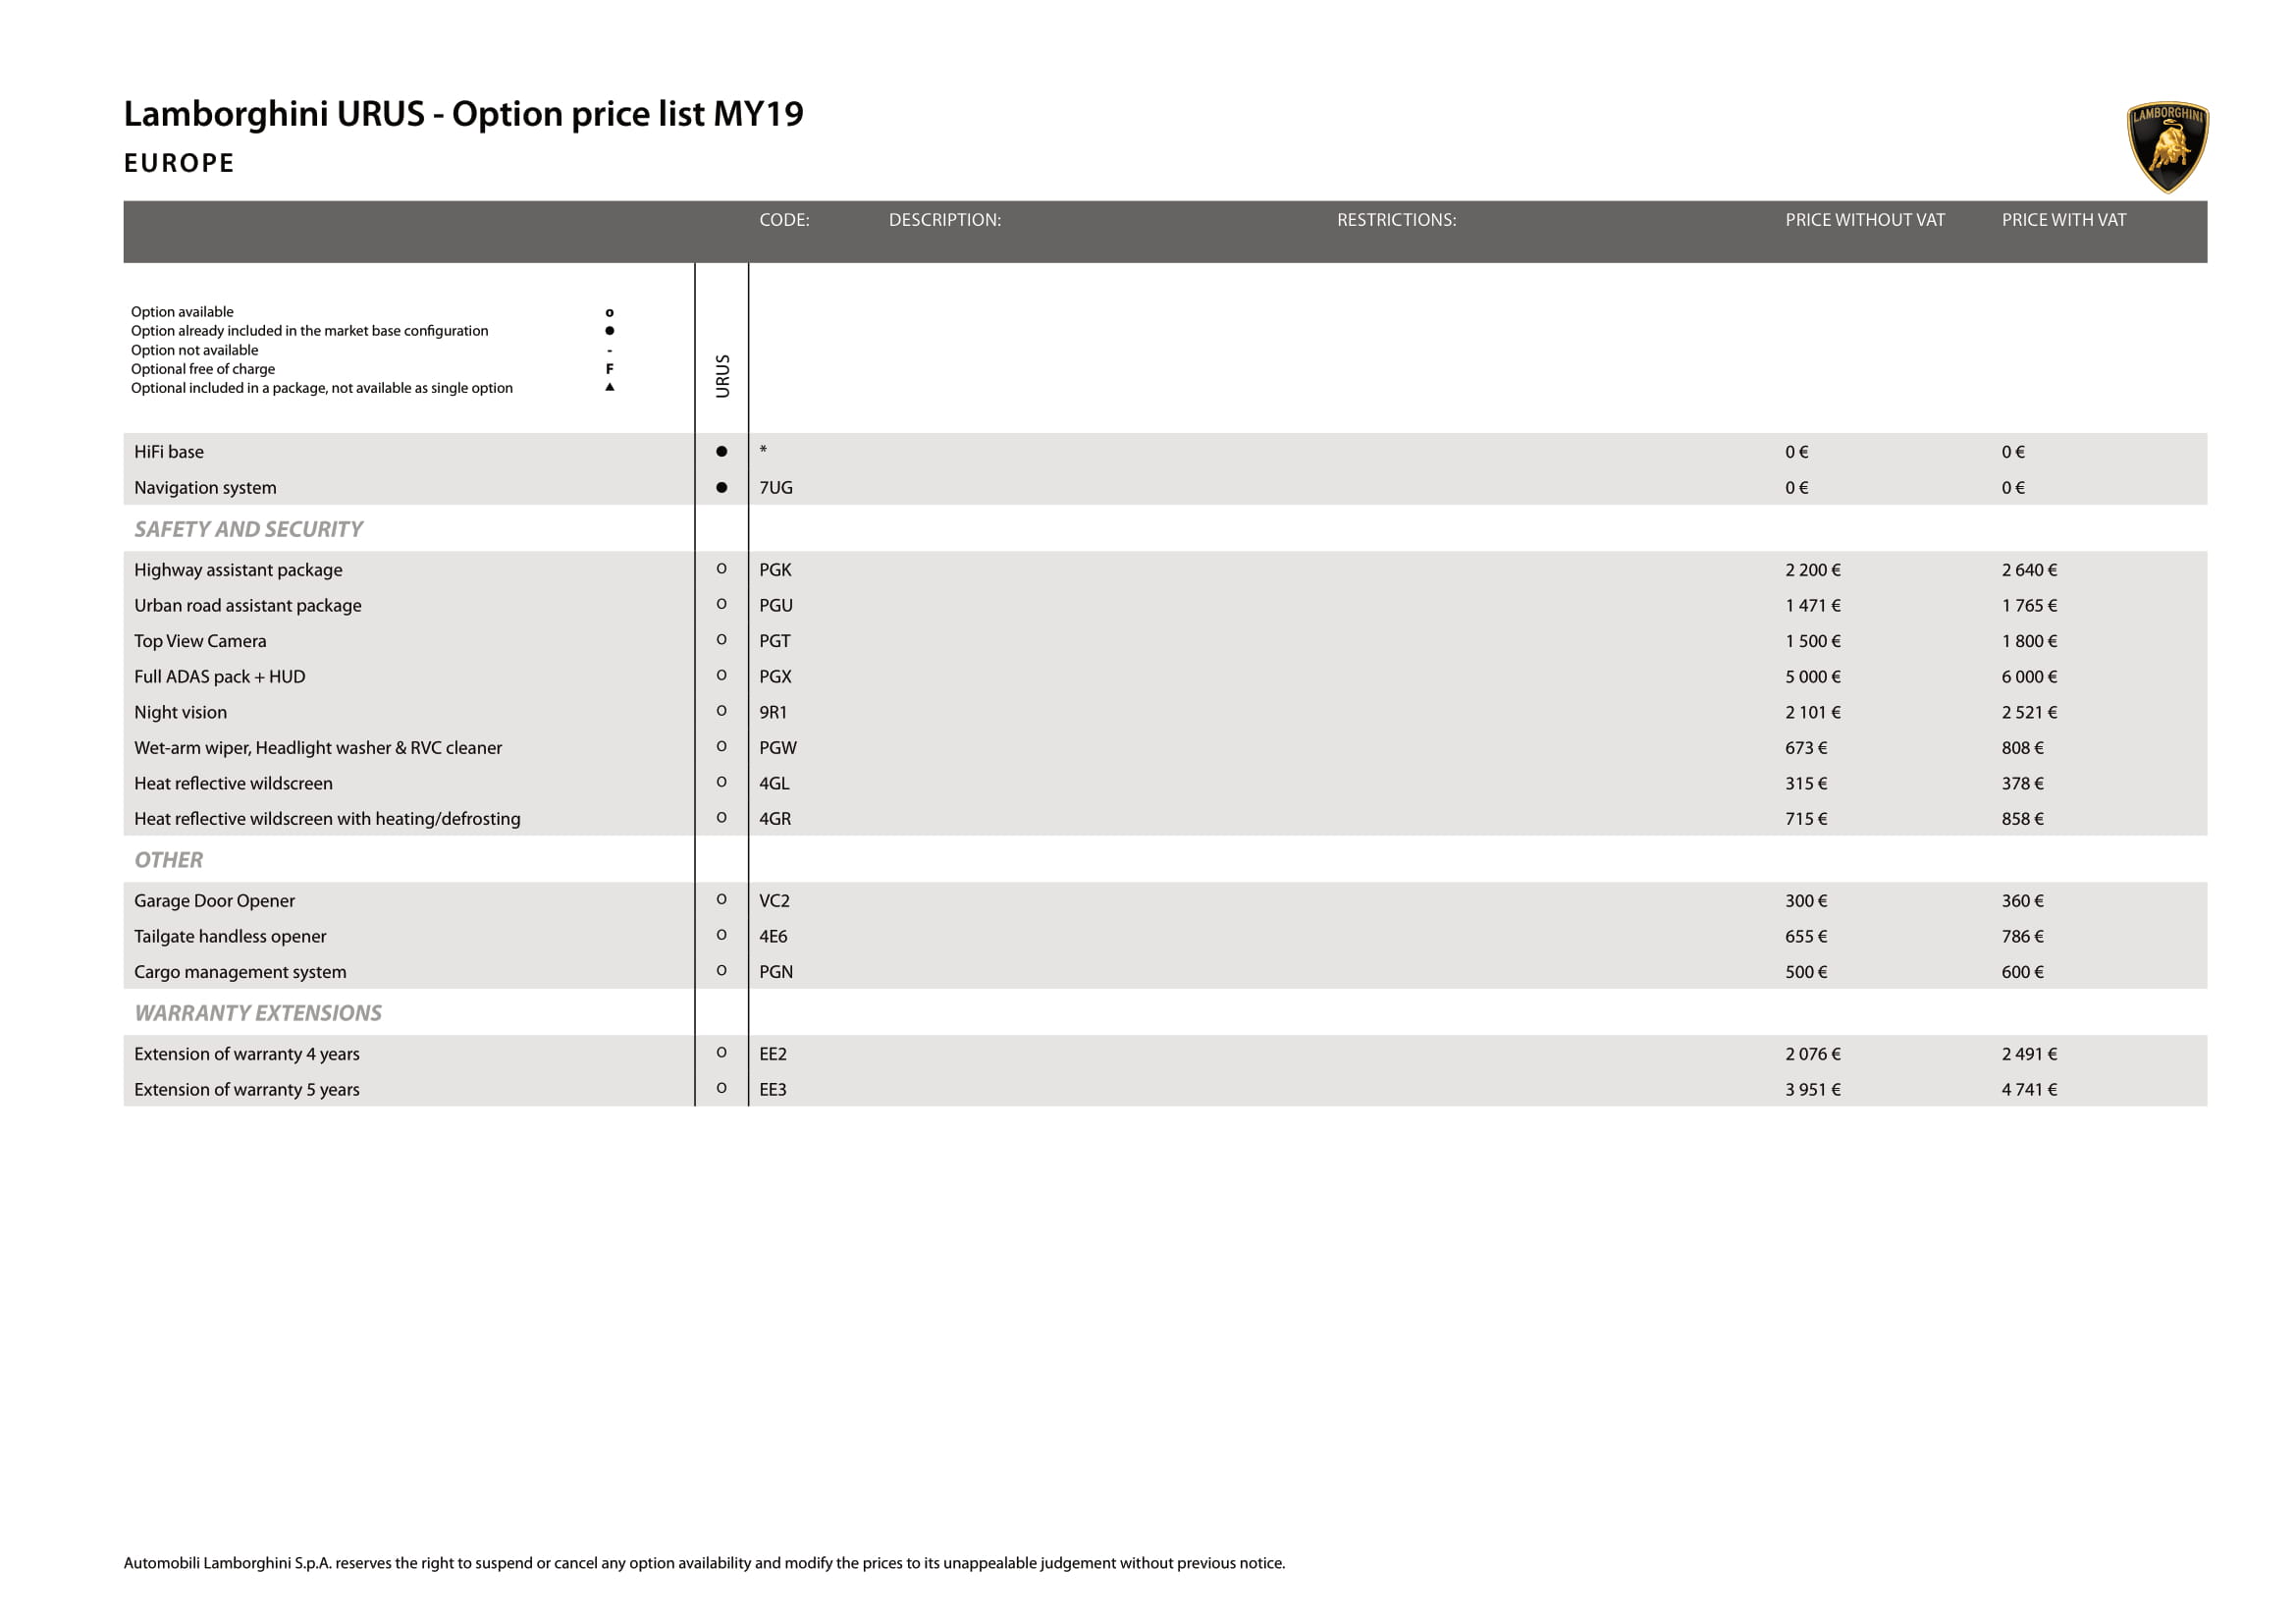 Lamborghini URUS - Option price list MY19
EUROPE
LAMBORGHINI
CODE: DESCRIPTION: RESTRICTIONS: PRICE WITHOUT VAT PRICE WITH VAT
Option available o
Option already included in the market base configuration ●
Option not available -
Optional free of charge F
Optional included in a package, not available as single option ▲
URUS
HiFi base ● * 0 € 0 €
Navigation system ● 7UG 0 € 0 €
SAFETY AND SECURITY
Highway assistant package O PGK 2 200 € 2 640 €
Urban road assistant package O PGU 1 471 € 1 765 €
Top View Camera O PGT 1 500 € 1 800 €
Full ADAS pack + HUD O PGX 5 000 € 6 000 €
Night vision O 9R1 2 101 € 2 521 €
Wet-arm wiper, Headlight washer & RVC cleaner O PGW 673 € 808 €
Heat reflective wildscreen O 4GL 315 € 378 €
Heat reflective wildscreen with heating/defrosting O 4GR 715 € 858 €
OTHER
Garage Door Opener O VC2 300 € 360 €
Tailgate handless opener O 4E6 655 € 786 €
Cargo management system O PGN 500 € 600 €
WARRANTY EXTENSIONS
Extension of warranty 4 years O EE2 2 076 € 2 491 €
Extension of warranty 5 years O EE3 3 951 € 4 741 €
Automobili Lamborghini S.p.A. reserves the right to suspend or cancel any option availability and modify the prices to its unappealable judgement without previous notice.